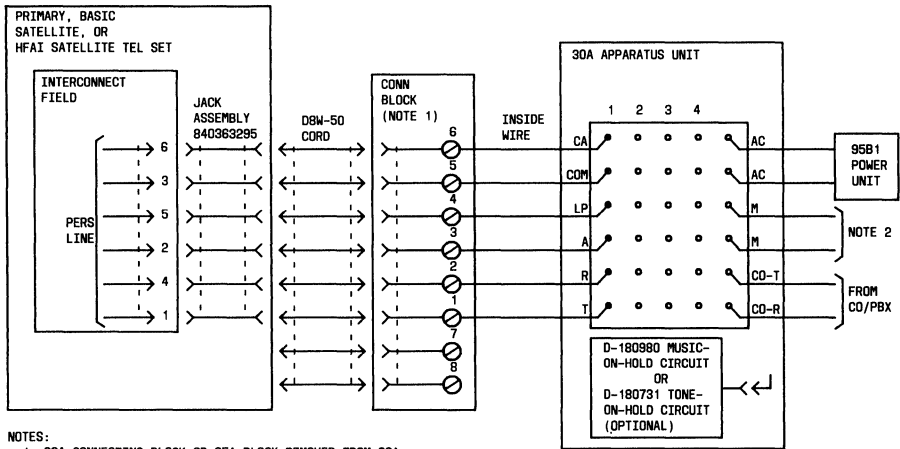 PRIMARY, BASIC
SATELLITE, OR
HFAI SATELLITE TEL SET
INTERCONNECT
FIELD
PERS
LINE
6
3
5
2
4
1
JACK
ASSEMBLY
840363295
D8W-50
CORD
CONN
BLOCK
(NOTE 1)
6
5
4
3
2
1
7
8
INSIDE
WIRE
30A APPARATUS UNIT
1 2 3 4
CA
COM
LP
A
R
T
AC
AC
M
M
CO-T
CO-R
95B1
POWER
UNIT
NOTE 2
FROM
CO/PBX
D-180980 MUSIC-
ON-HOLD CIRCUIT
OR
D-180731 TONE-
ON-HOLD CIRCUIT
(OPTIONAL)
NOTES: